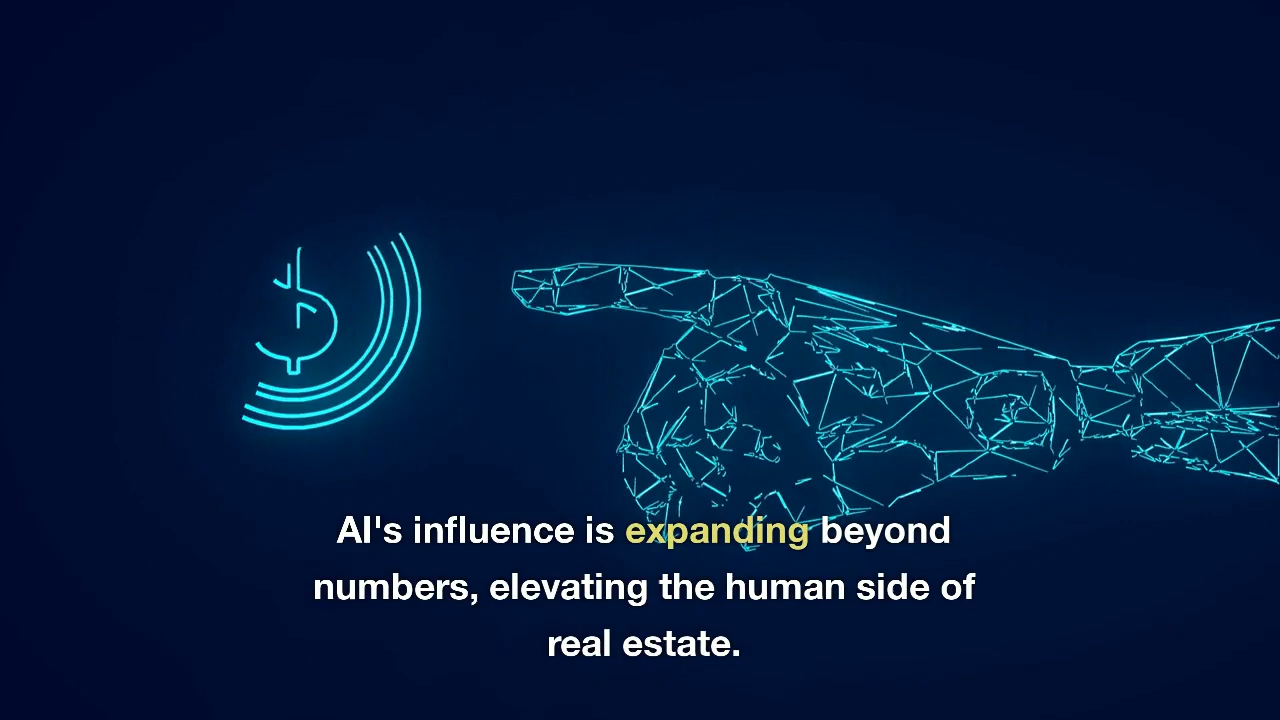 AI's influence is expanding beyond
numbers, elevating the human side of
real estate.